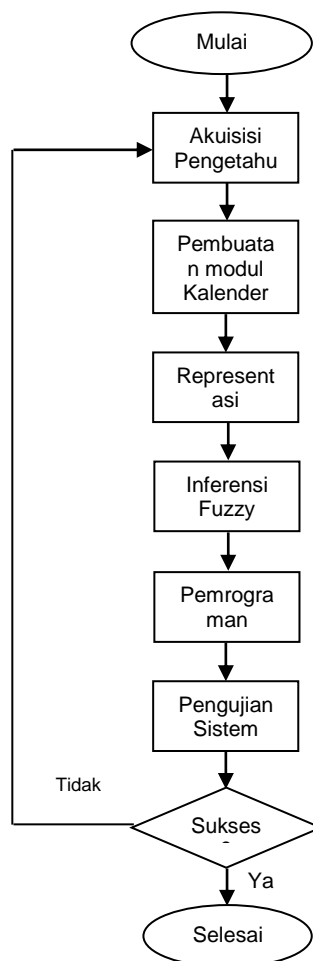 Mulai
Akuisisi
Pengetahu
Pembuata
n modul
Kalender
Represent
asi
Inferensi
Fuzzy
Pemrogra
man
Pengujian
Sistem
Tidak
Sukses
Ya
Selesai